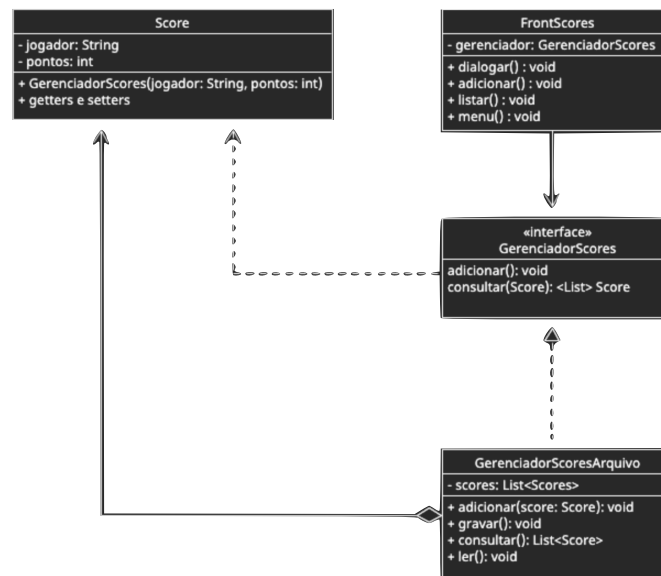 Score
- jogador: String
- pontos: int
+ GerenciadorScores(jogador: String, pontos: int)
+ getters e setters
FrontScores
- gerenciador: GerenciadorScores
+ dialogar() : void
+ adicionar() : void
+ listar() : void
+ menu() : void
«interface»
GerenciadorScores
adicionar(): void
consultar(Score): <List> Score
GerenciadorScoresArquivo
- scores: List<Scores>
+ adicionar(score: Score): void
+ gravar(): void
+ consultar(): List<Score>
+ ler(): void